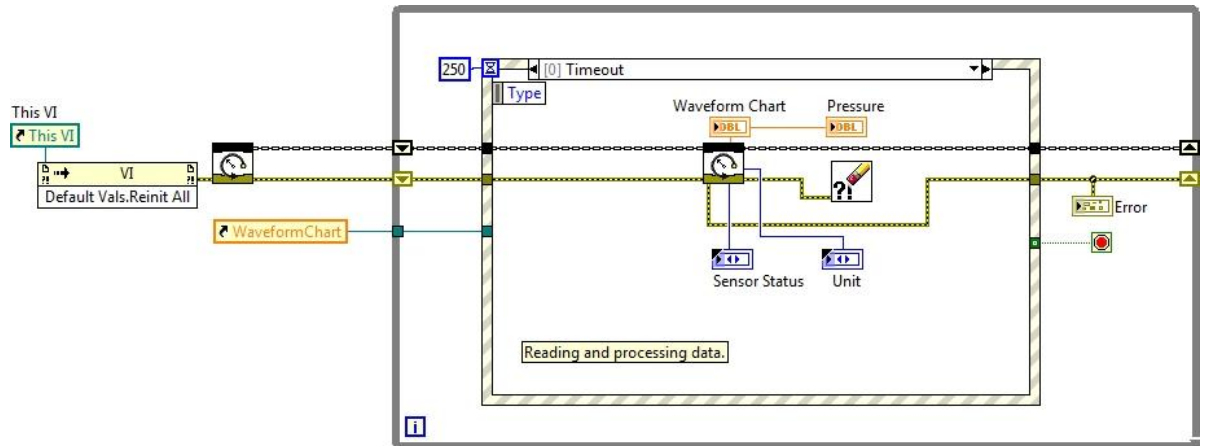 250
[0] Timeout
Type
This VI
This VI
VI
Default Vals.Reinit All
WaveformChart
Waveform Chart
Pressure
DBL
DBL
?!
Error
Sensor Status
Unit
Reading and processing data.
i